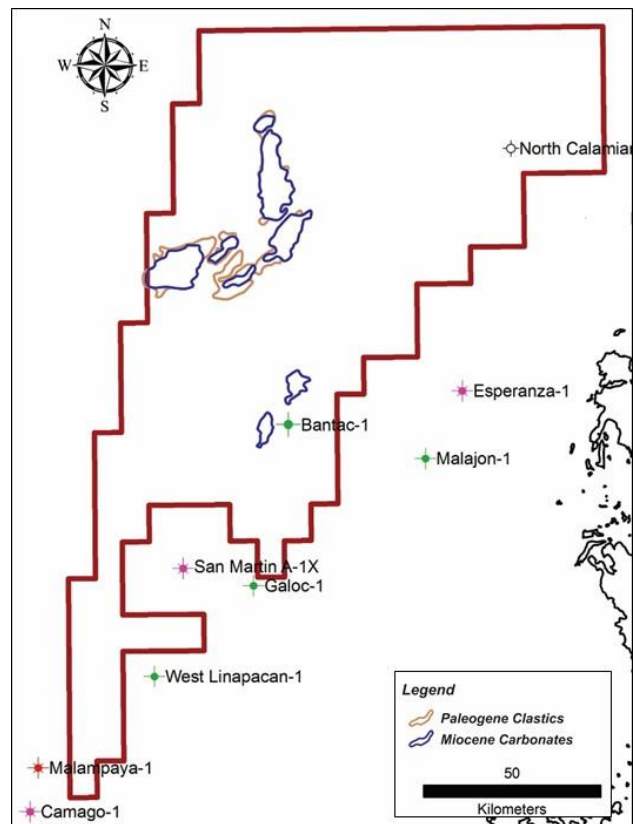 N
W E
S
North Calamian
Esperanza-1
Bantac-1
Malajon-1
San Martin A-1X
Galoc-1
West Linapacan-1
Malampaya-1
Camago-1
Legend
Paleogene Clastics
Miocene Carbonates
50
Kilometers